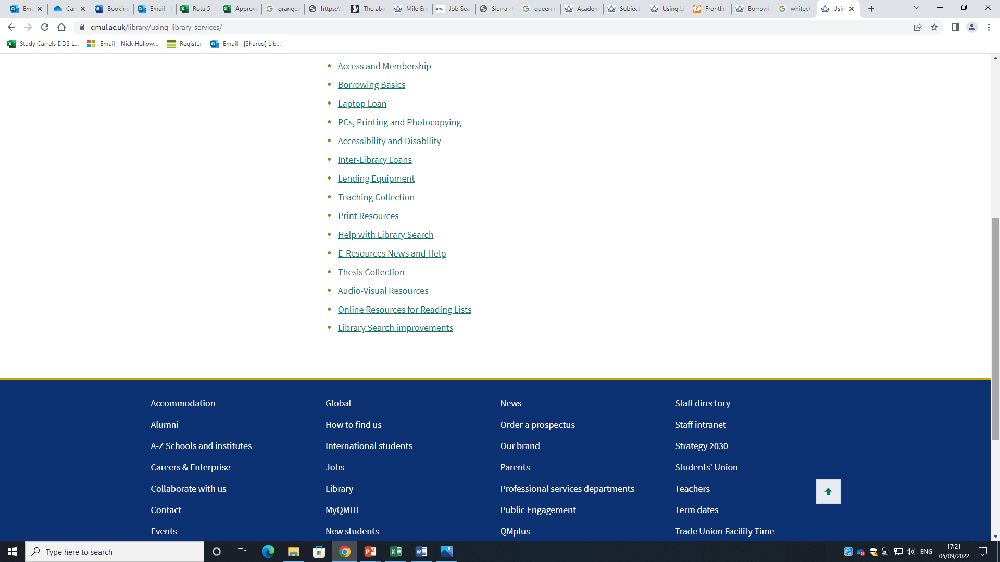 Ema
Can
Booking
Email -
Rota 5-
Approve
grangev
https://
The aba
Mile En
Job Sea
Sierra ·
queen m
Academ
Subject
Using Li
Frontlin
Borrowi
whitech
Usin
qmul.ac.uk/library/using-library-services/
Study Carrels DDS L...
Email - Nick Hollow...
Register
Email - [Shared] Lib...
Access and Membership
Borrowing Basics
Laptop Loan
PCs, Printing and Photocopying
Accessibility and Disability
Inter-Library Loans
Lending Equipment
Teaching Collection
Print Resources
Help with Library Search
E-Resources News and Help
Thesis Collection
Audio-Visual Resources
Online Resources for Reading Lists
Library Search improvements
Accommodation
Alumni
A-Z Schools and institutes
Careers & Enterprise
Collaborate with us
Contact
Events
Global
How to find us
International students
Jobs
Library
MyQMUL
New students
News
Order a prospectus
Our brand
Parents
Professional services departments
Public Engagement
QMplus
Staff directory
Staff intranet
Strategy 2030
Students' Union
Teachers
Term dates
Trade Union Facility Time
Type here to search
ENG
17:21
05/09/2022